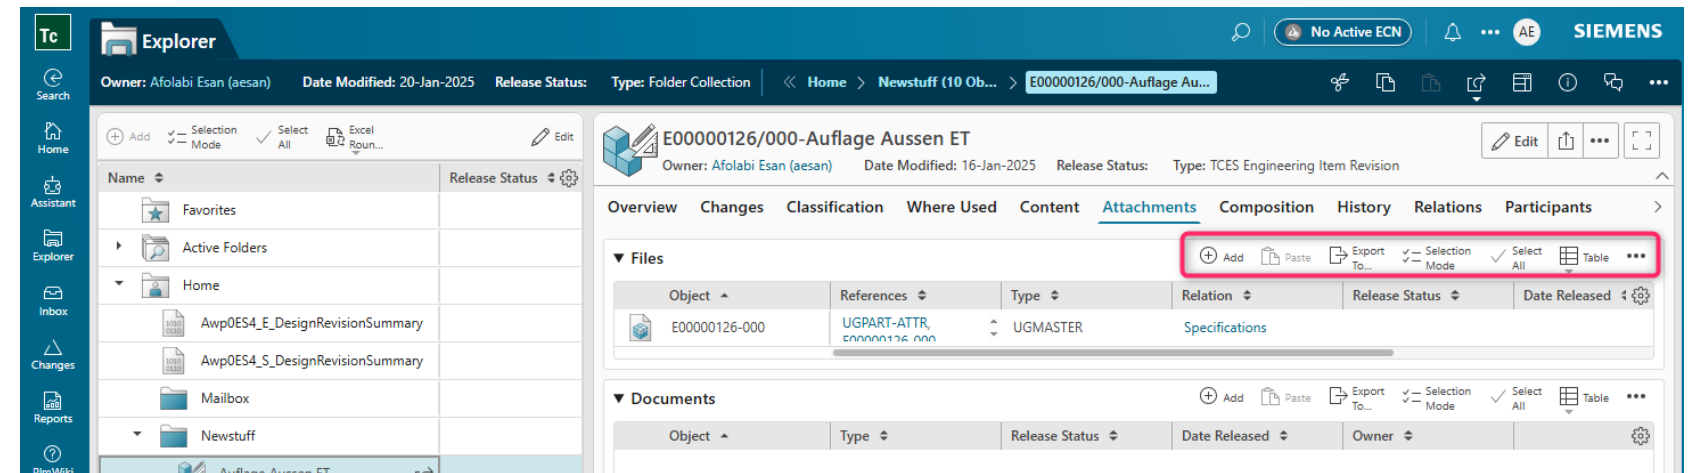 Tc
Explorer
No Active ECN
AE
SIEMENS
Search
Owner: Afolabi Esan (aesan) Date Modified: 20-Jan-2025 Release Status: Type: Folder Collection
Home > Newstuff (10 Ob... > E00000126/000-Auflage Au...
Home
Assistant
Explorer
Inbox
Changes
Reports
PlmWiki
Add
Selection
Mode
Select
All
Excel
Roun...
Edit
Name
Release Status
Favorites
Active Folders
Home
Awp0ES4_E_DesignRevisionSummary
Awp0ES4_S_DesignRevisionSummary
Mailbox
Newstuff
Auflage Aussen ET
E00000126/000-Auflage Aussen ET
Owner: Afolabi Esan (aesan) Date Modified: 16-Jan-2025 Release Status: Type: TCES Engineering Item Revision
Edit
Overview Changes Classification Where Used Content Attachments Composition History Relations Participants
Files
Add
Paste
Export
To...
Selection
Mode
Select
All
Table
Object References Type Relation Release Status Date Released
E00000126-000
UGPART-ATTR,
E00000126-000
UGMASTER
Specifications
Documents
Add
Paste
Export
To...
Selection
Mode
Select
All
Table
Object Type Release Status Date Released Owner